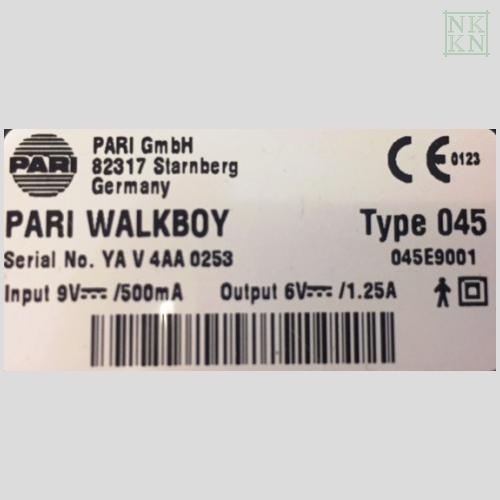 NK
KN
PARI
PARI GmbH
82317 Starnberg
Germany
CE 0123
PARI WALKBOY
Type 045
Serial No. YA V 4AA 0253
045E9001
Input 9V⎓/500mA
Output 6V⎓/1.25A